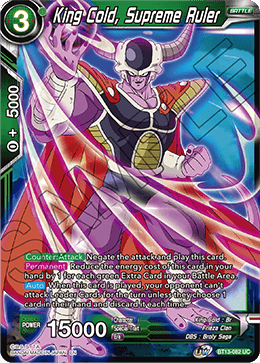 3
King Cold, Supreme Ruler
BATTLE
0 + 5000
Counter:Attack Negate the attack and play this card.
Permanent Reduce the energy cost of this card in your
hand by 1 for each green Extra Card in your Battle Area.
Auto When this card is played, your opponent can't
attack Leader Cards for the turn unless they choose 1
card in their hand and discard it each time.
POWER
15000
Character
Special Trait
Era
King Cold : Br
Frieza Clan
DBS : Broly Saga
BT13-082 UC